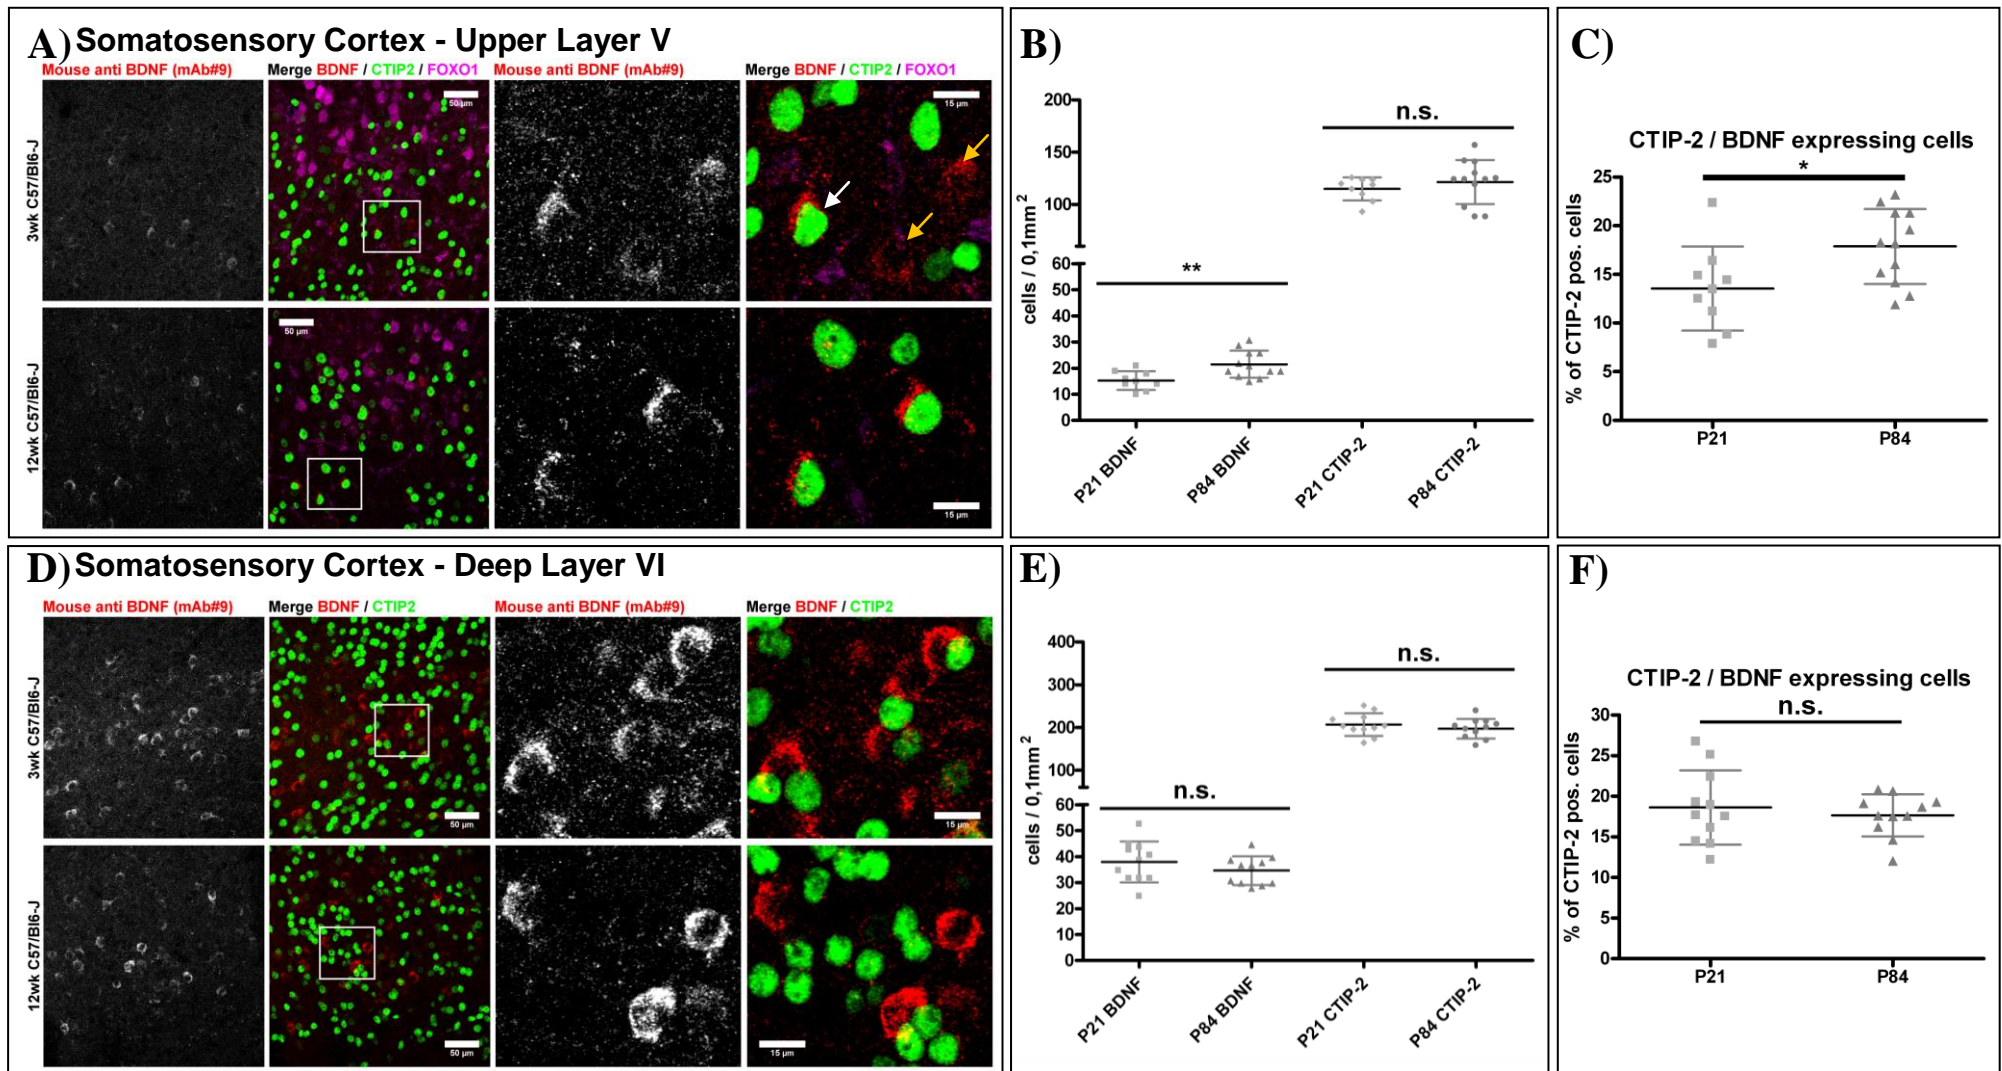 A) Somatosensory Cortex - Upper Layer V
Mouse anti BDNF (mAb#9) Merge BDNF / CTIP2 / FOXO1 Mouse anti BDNF (mAb#9) Merge BDNF / CTIP2 / FOXO1
3wk C57/Bl6-J
50 µm
15 µm
12wk C57/Bl6-J
50 µm
15 µm
B)
cells / 0,1mm²
200
150
100
60
50
40
30
20
10
0
n.s.
**
P21 BDNF
P84 BDNF
P21 CTIP-2
P84 CTIP-2
C)
CTIP-2 / BDNF expressing cells
*
% of CTIP-2 pos. cells
25
20
15
10
5
0
P21
P84
D) Somatosensory Cortex - Deep Layer VI
Mouse anti BDNF (mAb#9) Merge BDNF / CTIP2 Mouse anti BDNF (mAb#9) Merge BDNF / CTIP2
3wk C57/Bl6-J
50 µm
15 µm
12wk C57/Bl6-J
50 µm
15 µm
E)
cells / 0,1mm²
400
300
200
100
60
50
40
30
20
10
0
n.s.
n.s.
P21 BDNF
P84 BDNF
P21 CTIP-2
P84 CTIP-2
F)
CTIP-2 / BDNF expressing cells
n.s.
% of CTIP-2 pos. cells
30
25
20
15
10
5
0
P21
P84